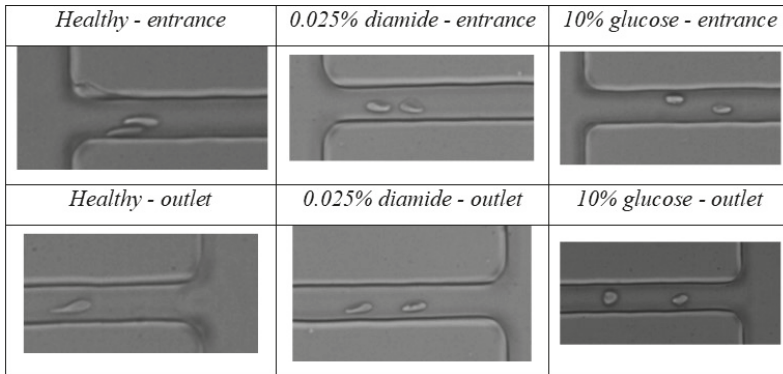 Healthy - entrance
0.025% diamide - entrance
10% glucose - entrance
Healthy - outlet
0.025% diamide - outlet
10% glucose - outlet